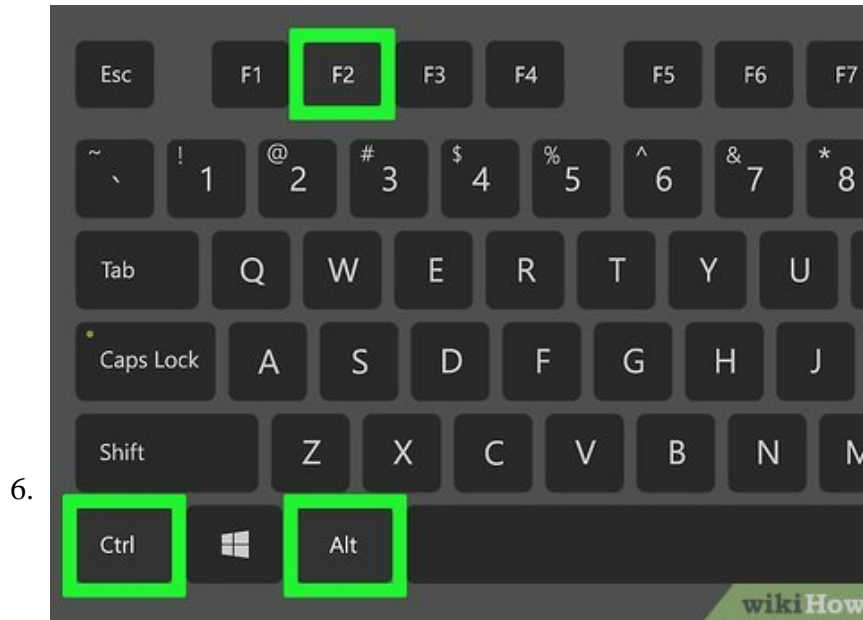 Esc F1 F2 F3 F4 F5 F6 F7
~ ` ! 1 @ 2 # 3 $ 4 % 5 ^ 6 & 7 * 8
Tab Q W E R T Y U
Caps Lock A S D F G H J
Shift Z X C V B N M
6.
Ctrl Alt
wikiHow